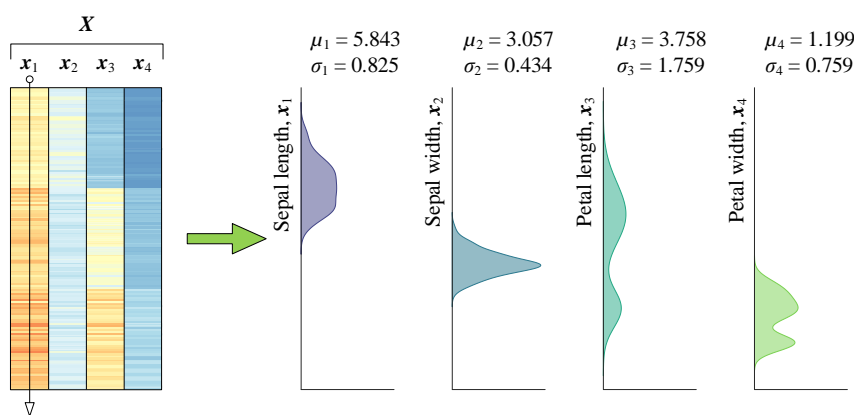 X
x₁ x₂ x₃ x₄
μ₁ = 5.843
σ₁ = 0.825
Sepal length, x₁
μ₂ = 3.057
σ₂ = 0.434
Sepal width, x₂
μ₃ = 3.758
σ₃ = 1.759
Petal length, x₃
μ₄ = 1.199
σ₄ = 0.759
Petal width, x₄